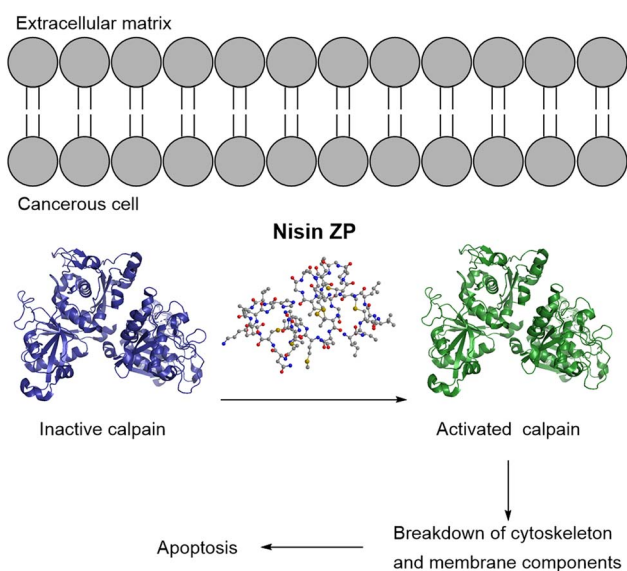 Extracellular matrix
Cancerous cell
Nisin ZP
Inactive calpain
Activated calpain
Breakdown of cytoskeleton
and membrane components
Apoptosis